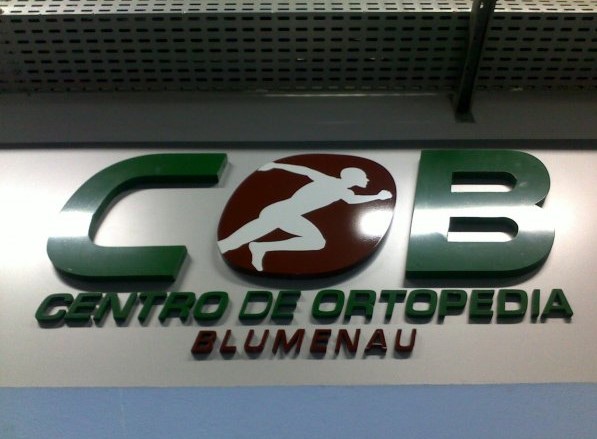 COB
CENTRO DE ORTOPEDIA
BLUMENAU